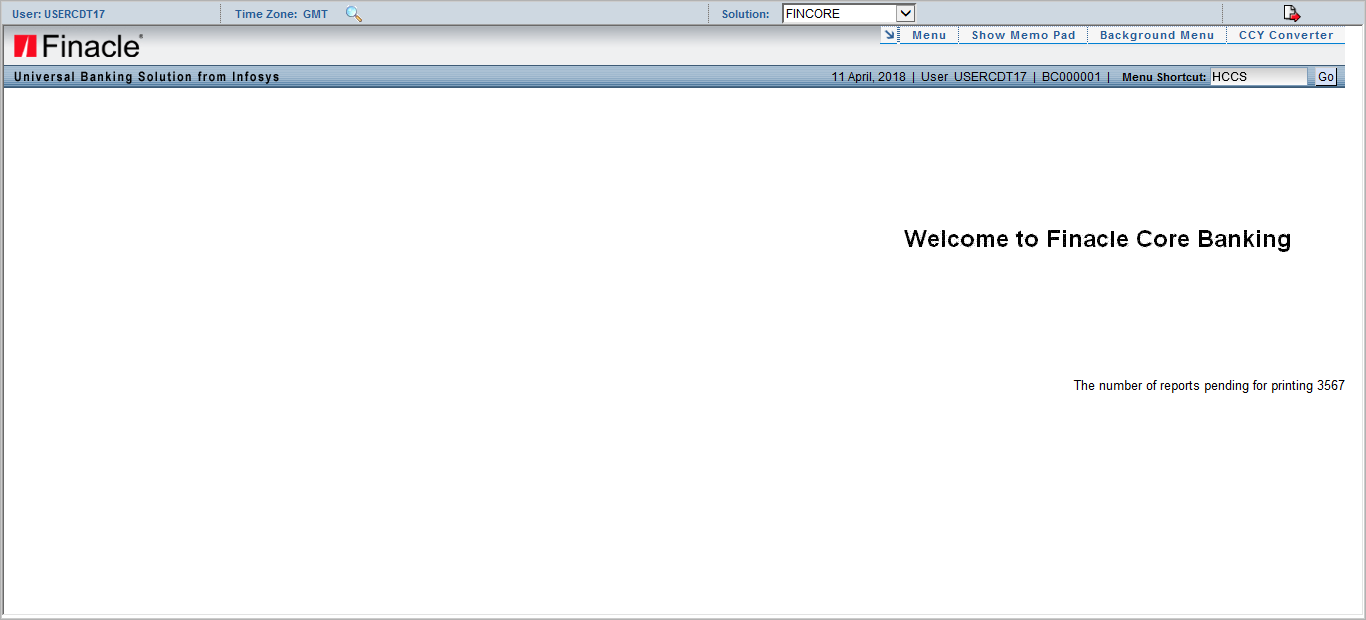 User: USERCDT17 Time Zone: GMT Solution: FINCORE
Finacle
Menu Show Memo Pad Background Menu CCY Converter
Universal Banking Solution from Infosys 11 April, 2018 | User USERCDT17 | BC000001 | Menu Shortcut: HCCS Go
Welcome to Finacle Core Banking
The number of reports pending for printing 3567